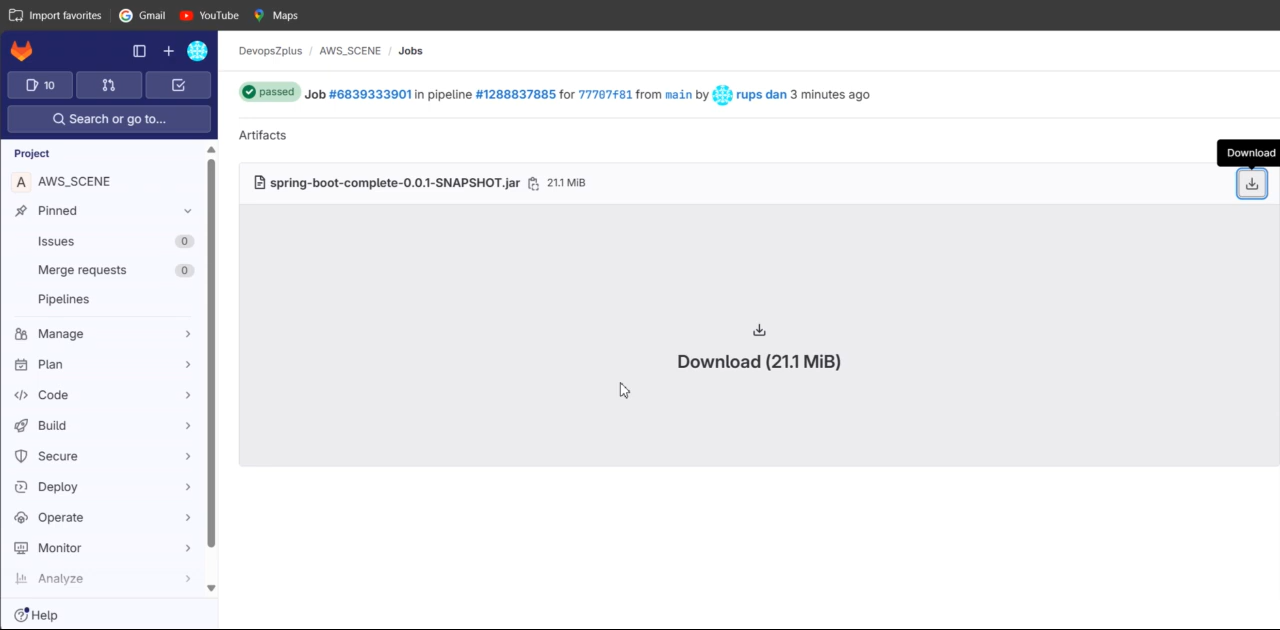 Import favorites Gmail YouTube Maps
10
Search or go to...
Project
A AWS_SCENE
Pinned
Issues 0
Merge requests 0
Pipelines
Manage
Plan
Code
Build
Secure
Deploy
Operate
Monitor
Analyze
Help
DevopsZplus / AWS_SCENE / Jobs
passed Job #6839333901 in pipeline #1288837885 for 77707f81 from main by rups dan 3 minutes ago
Artifacts
Download
spring-boot-complete-0.0.1-SNAPSHOT.jar 21.1 MiB
Download (21.1 MiB)